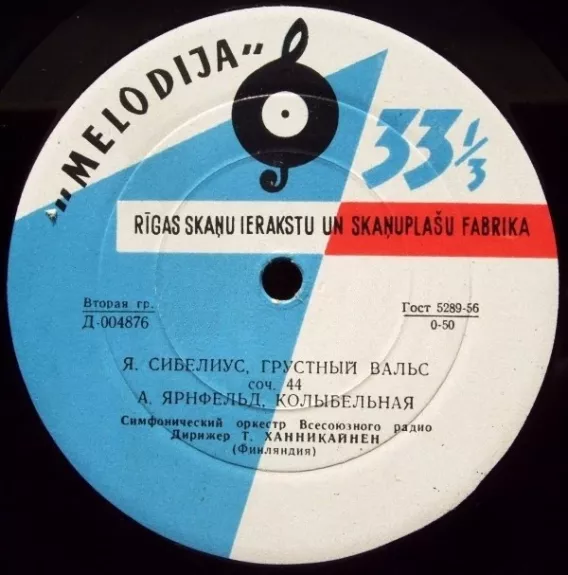 „MELODIJA”
33 1/3
RĪGAS SKAŅU IERAKSTU UN SKAŅUPLAŠU FABRIKA
Вторая гр.
Д-004876
Гост 5289-56
0-50
Я. СИБЕЛИУС, ГРУСТНЫЙ ВАЛЬС
соч. 44
А. ЯРНФЕЛЬД, КОЛЫБЕЛЬНАЯ
Симфонический оркестр Всесоюзного радио
Дирижер Т. ХАННИКАЙНЕН
(Финляндия)